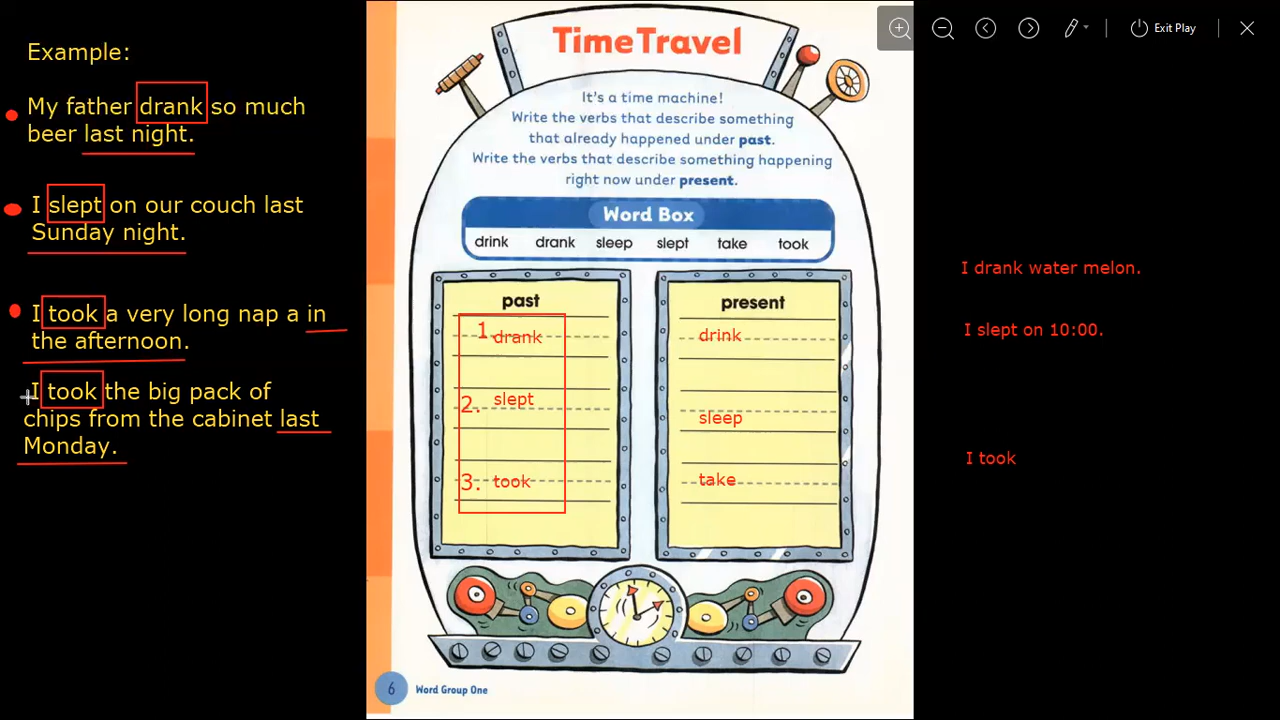 Example:
My father drank so much
beer last night.
I slept on our couch last
Sunday night.
I took a very long nap a in
the afternoon.
I took the big pack of
chips from the cabinet last
Monday.
Time Travel
It's a time machine!
Write the verbs that describe something
that already happened under past.
Write the verbs that describe something happening
right now under present.
Word Box
drink drank sleep slept take took
past
1. drank
2. slept
3. took
present
drink
sleep
take
6 Word Group One
Exit Play
I drank water melon.
I slept on 10:00.
I took